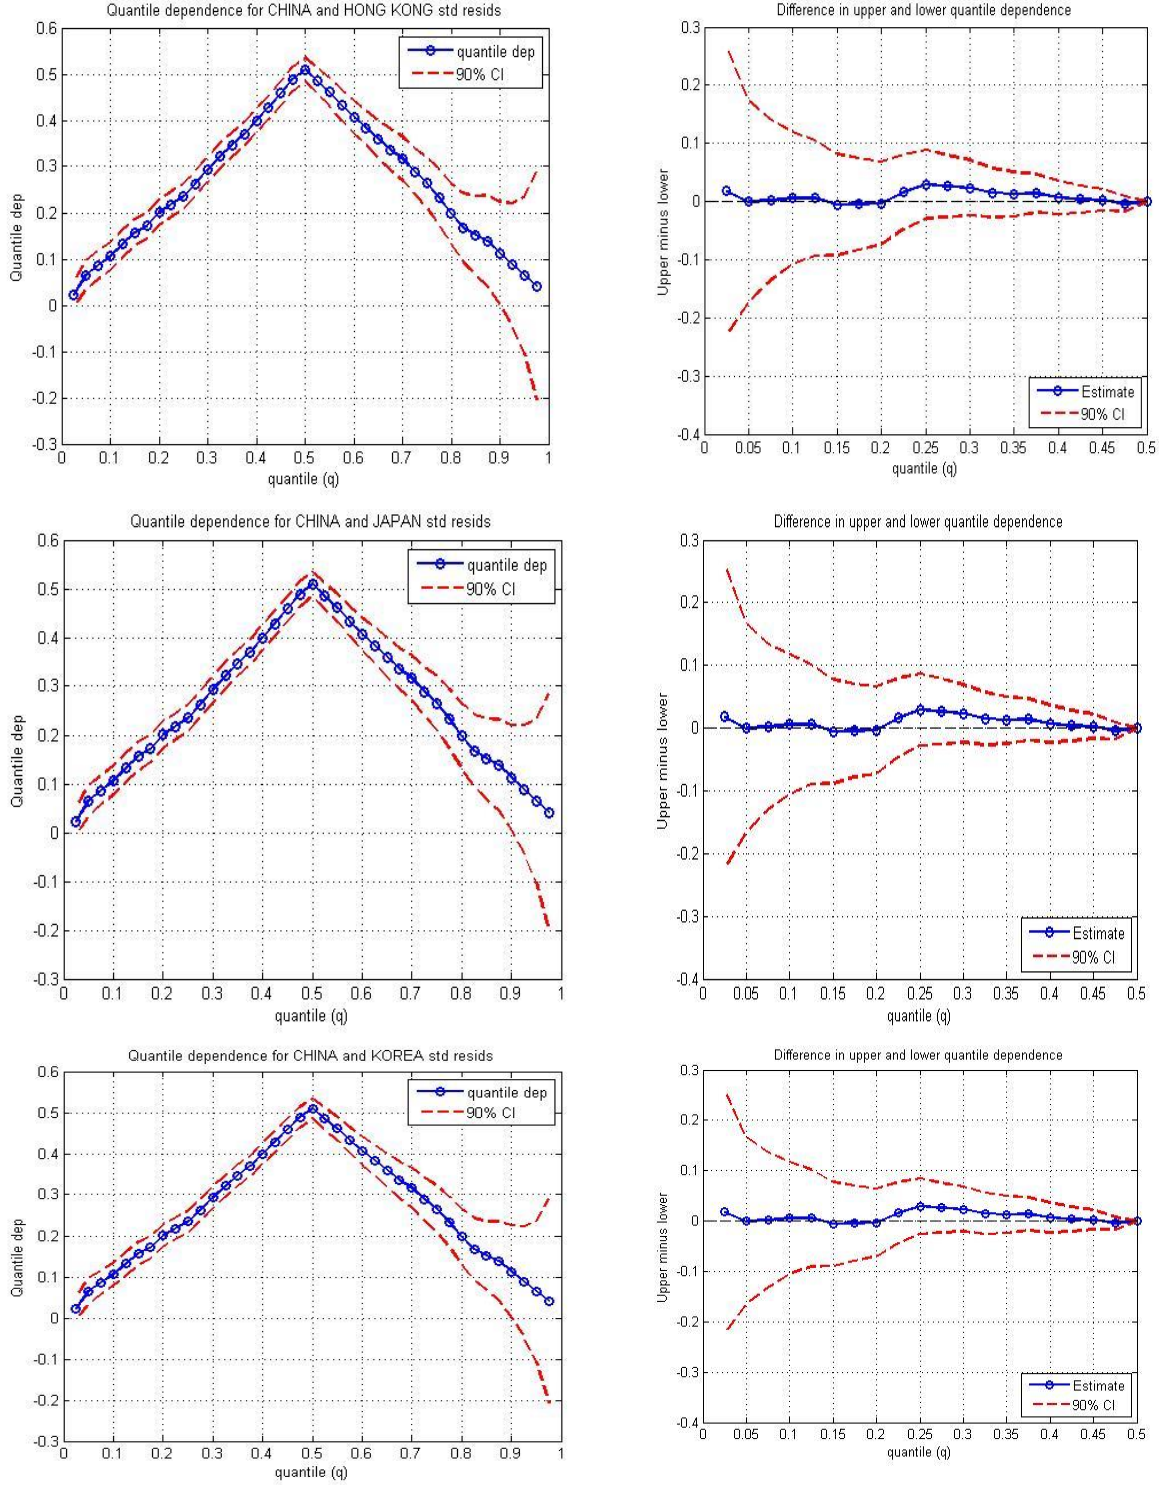 Quantile dependence for CHINA and HONG KONG std resids
0.6
0.5
0.4
0.3
0.2
0.1
0
-0.1
-0.2
-0.3
Quantile dep
quantile dep
90% CI
0 0.1 0.2 0.3 0.4 0.5 0.6 0.7 0.8 0.9 1
quantile (q)
Difference in upper and lower quantile dependence
0.3
0.2
0.1
0
-0.1
-0.2
-0.3
-0.4
Upper minus lower
Estimate
90% CI
0 0.05 0.1 0.15 0.2 0.25 0.3 0.35 0.4 0.45 0.5
quantile (q)
Quantile dependence for CHINA and JAPAN std resids
0.6
0.5
0.4
0.3
0.2
0.1
0
-0.1
-0.2
-0.3
Quantile dep
quantile dep
90% CI
0 0.1 0.2 0.3 0.4 0.5 0.6 0.7 0.8 0.9 1
quantile (q)
Difference in upper and lower quantile dependence
0.3
0.2
0.1
0
-0.1
-0.2
-0.3
-0.4
Upper minus lower
Estimate
90% CI
0 0.05 0.1 0.15 0.2 0.25 0.3 0.35 0.4 0.45 0.5
quantile (q)
Quantile dependence for CHINA and KOREA std resids
0.6
0.5
0.4
0.3
0.2
0.1
0
-0.1
-0.2
-0.3
Quantile dep
quantile dep
90% CI
0 0.1 0.2 0.3 0.4 0.5 0.6 0.7 0.8 0.9 1
quantile (q)
Difference in upper and lower quantile dependence
0.3
0.2
0.1
0
-0.1
-0.2
-0.3
-0.4
Upper minus lower
Estimate
90% CI
0 0.05 0.1 0.15 0.2 0.25 0.3 0.35 0.4 0.45 0.5
quantile (q)